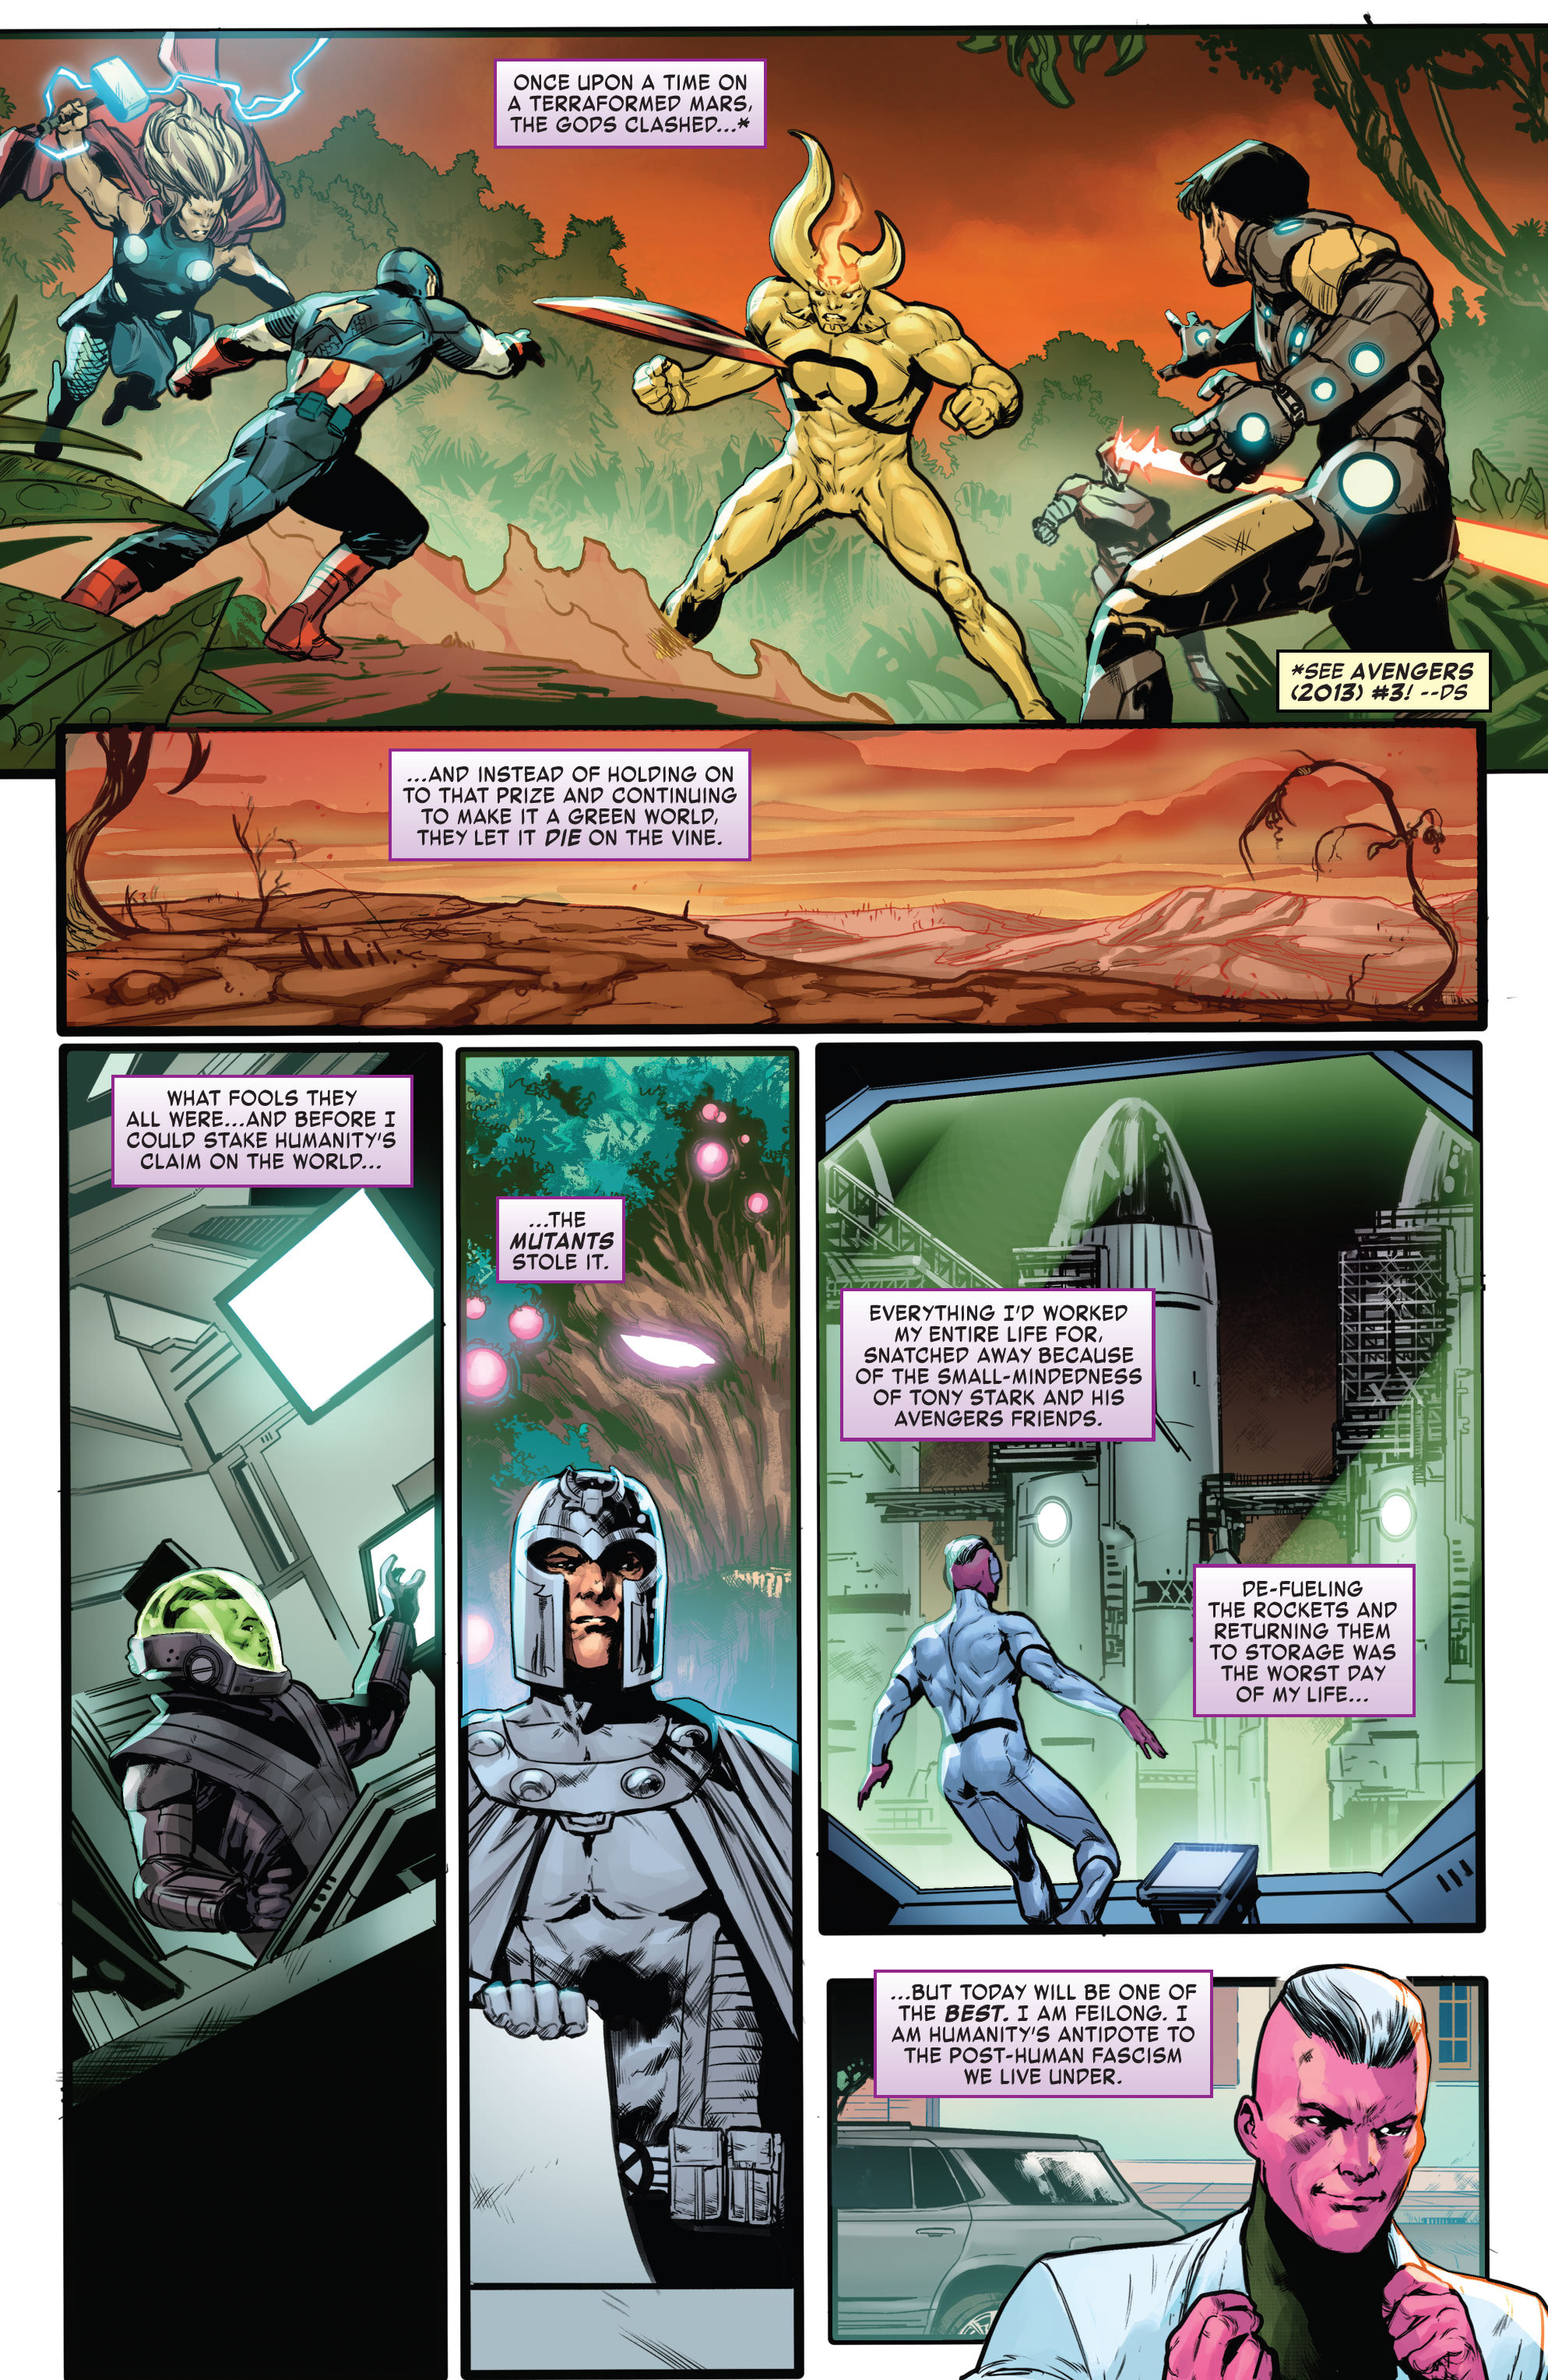 ONCE UPON A TIME ON
A TERRAFORMED MARS,
THE GODS CLASHED...*
*SEE AVENGERS
(2013) #3! --DS
...AND INSTEAD OF HOLDING ON
TO THAT PRIZE AND CONTINUING
TO MAKE IT A GREEN WORLD,
THEY LET IT DIE ON THE VINE.
WHAT FOOLS THEY
ALL WERE...AND BEFORE I
COULD STAKE HUMANITY'S
CLAIM ON THE WORLD...
...THE
MUTANTS
STOLE IT.
EVERYTHING I'D WORKED
MY ENTIRE LIFE FOR,
SNATCHED AWAY BECAUSE
OF THE SMALL-MINDEDNESS
OF TONY STARK AND HIS
AVENGERS FRIENDS.
DE-FUELING
THE ROCKETS AND
RETURNING THEM
TO STORAGE WAS
THE WORST DAY
OF MY LIFE...
...BUT TODAY WILL BE ONE OF
THE BEST. I AM FEILONG. I
AM HUMANITY'S ANTIDOTE TO
THE POST-HUMAN FASCISM
WE LIVE UNDER.